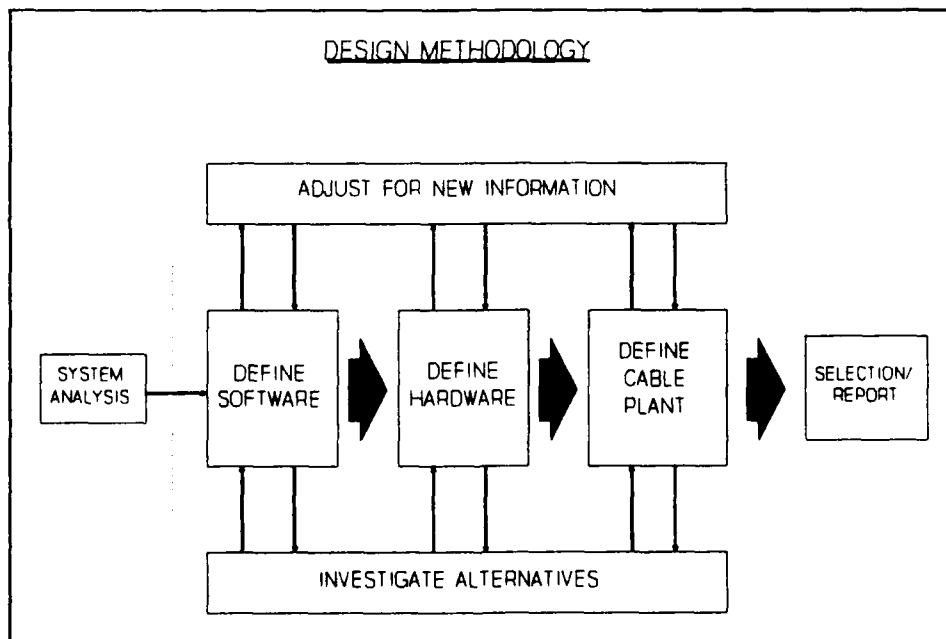 DESIGN METHODOLOGY
ADJUST FOR NEW INFORMATION
SYSTEM
ANALYSIS
DEFINE
SOFTWARE
DEFINE
HARDWARE
DEFINE
CABLE
PLANT
SELECTION/
REPORT
INVESTIGATE ALTERNATIVES